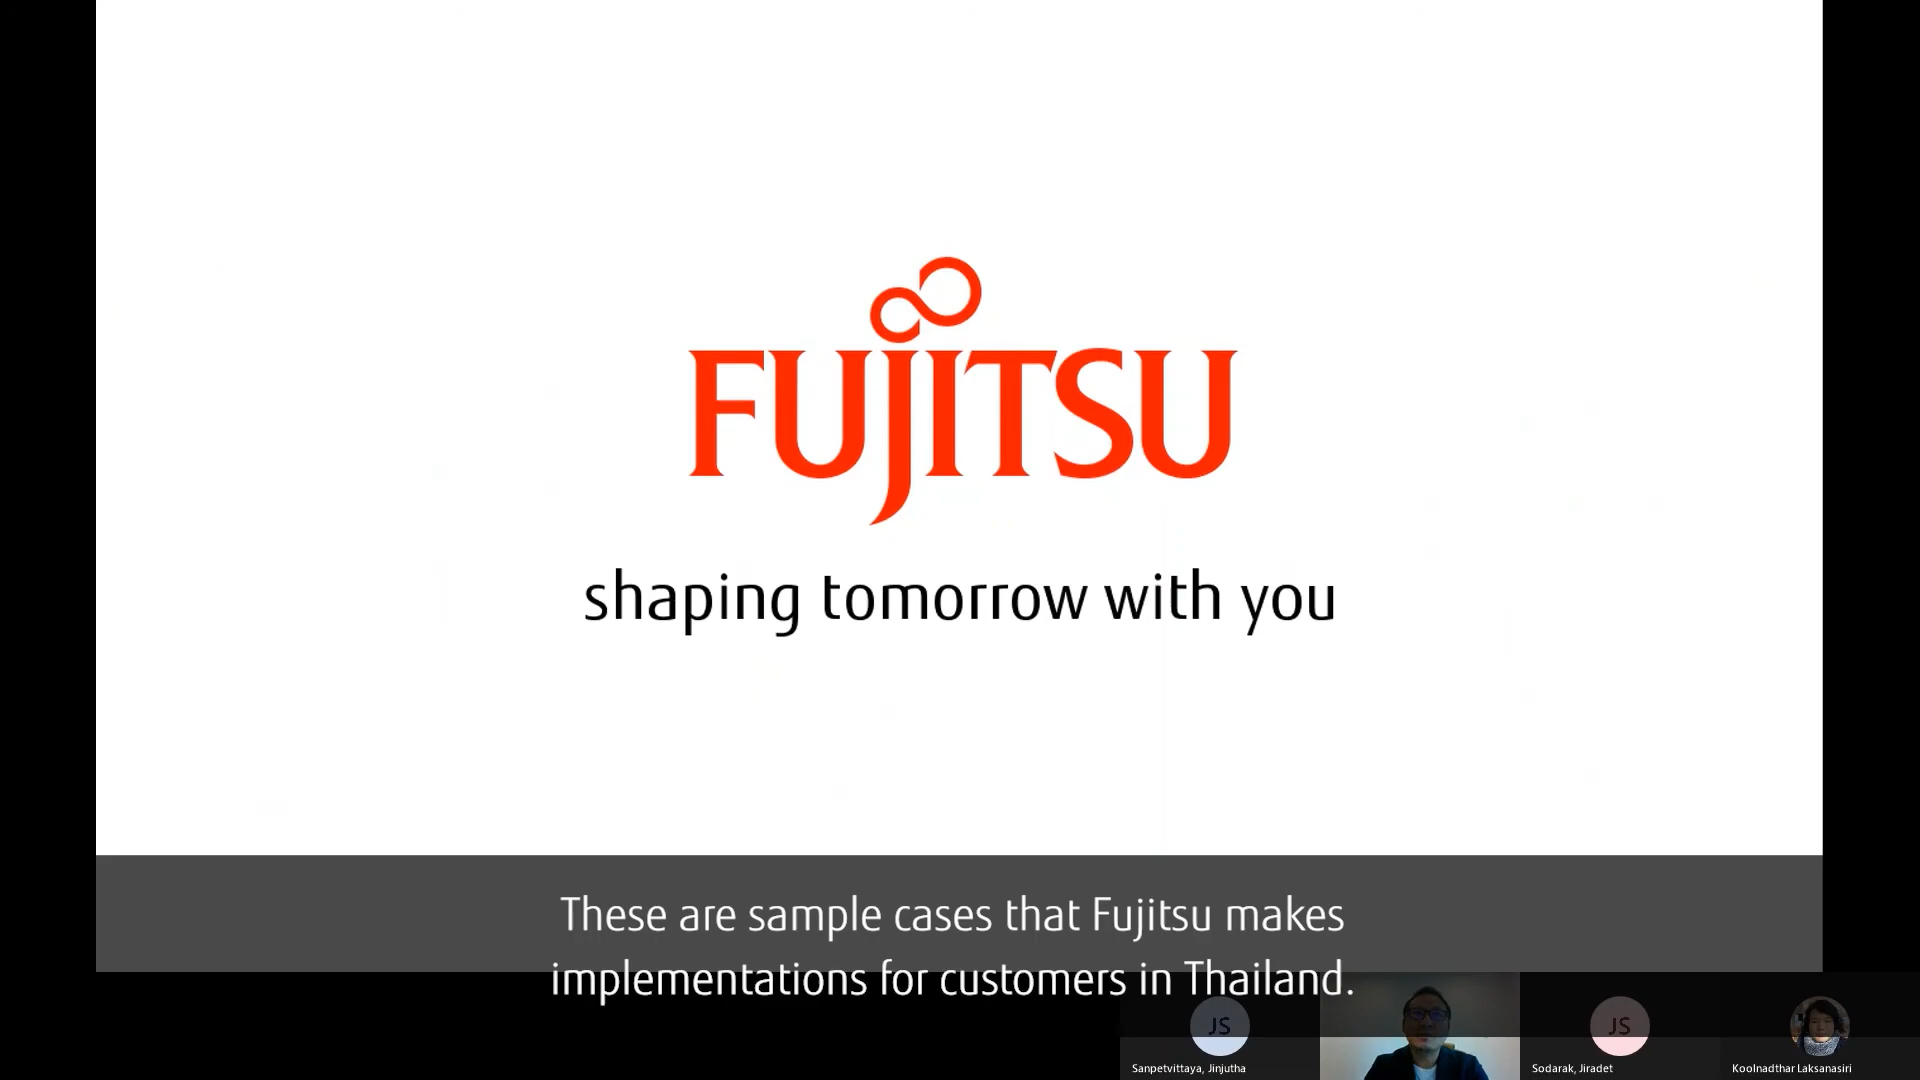 FUJITSU
shaping tomorrow with you
These are sample cases that Fujitsu makes
implementations for customers in Thailand.
JS
JS
Sanpetvittaya, Jinjutha
Sodarak, Jiradet
Koolnadthar Laksanasiri